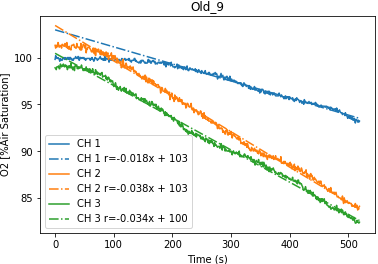 Old_9
O2 [%Air Saturation]
100
95
90
85
CH 1
CH 1 r=-0.018x + 103
CH 2
CH 2 r=-0.038x + 103
CH 3
CH 3 r=-0.034x + 100
0 100 200 300 400 500
Time (s)